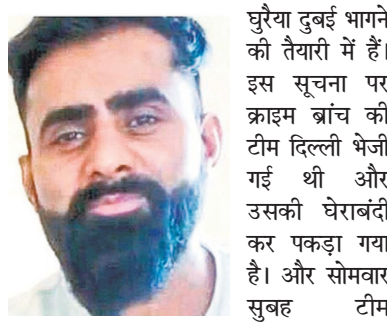 घुरैया दुबई भागने
की तैयारी में हैं।
इस सूचना पर
क्राइम ब्रांच की
टीम दिल्ली भेजी
गई थी और
उसकी घेराबंदी
कर पकड़ा गया
है। और सोमवार
सुबह टीम